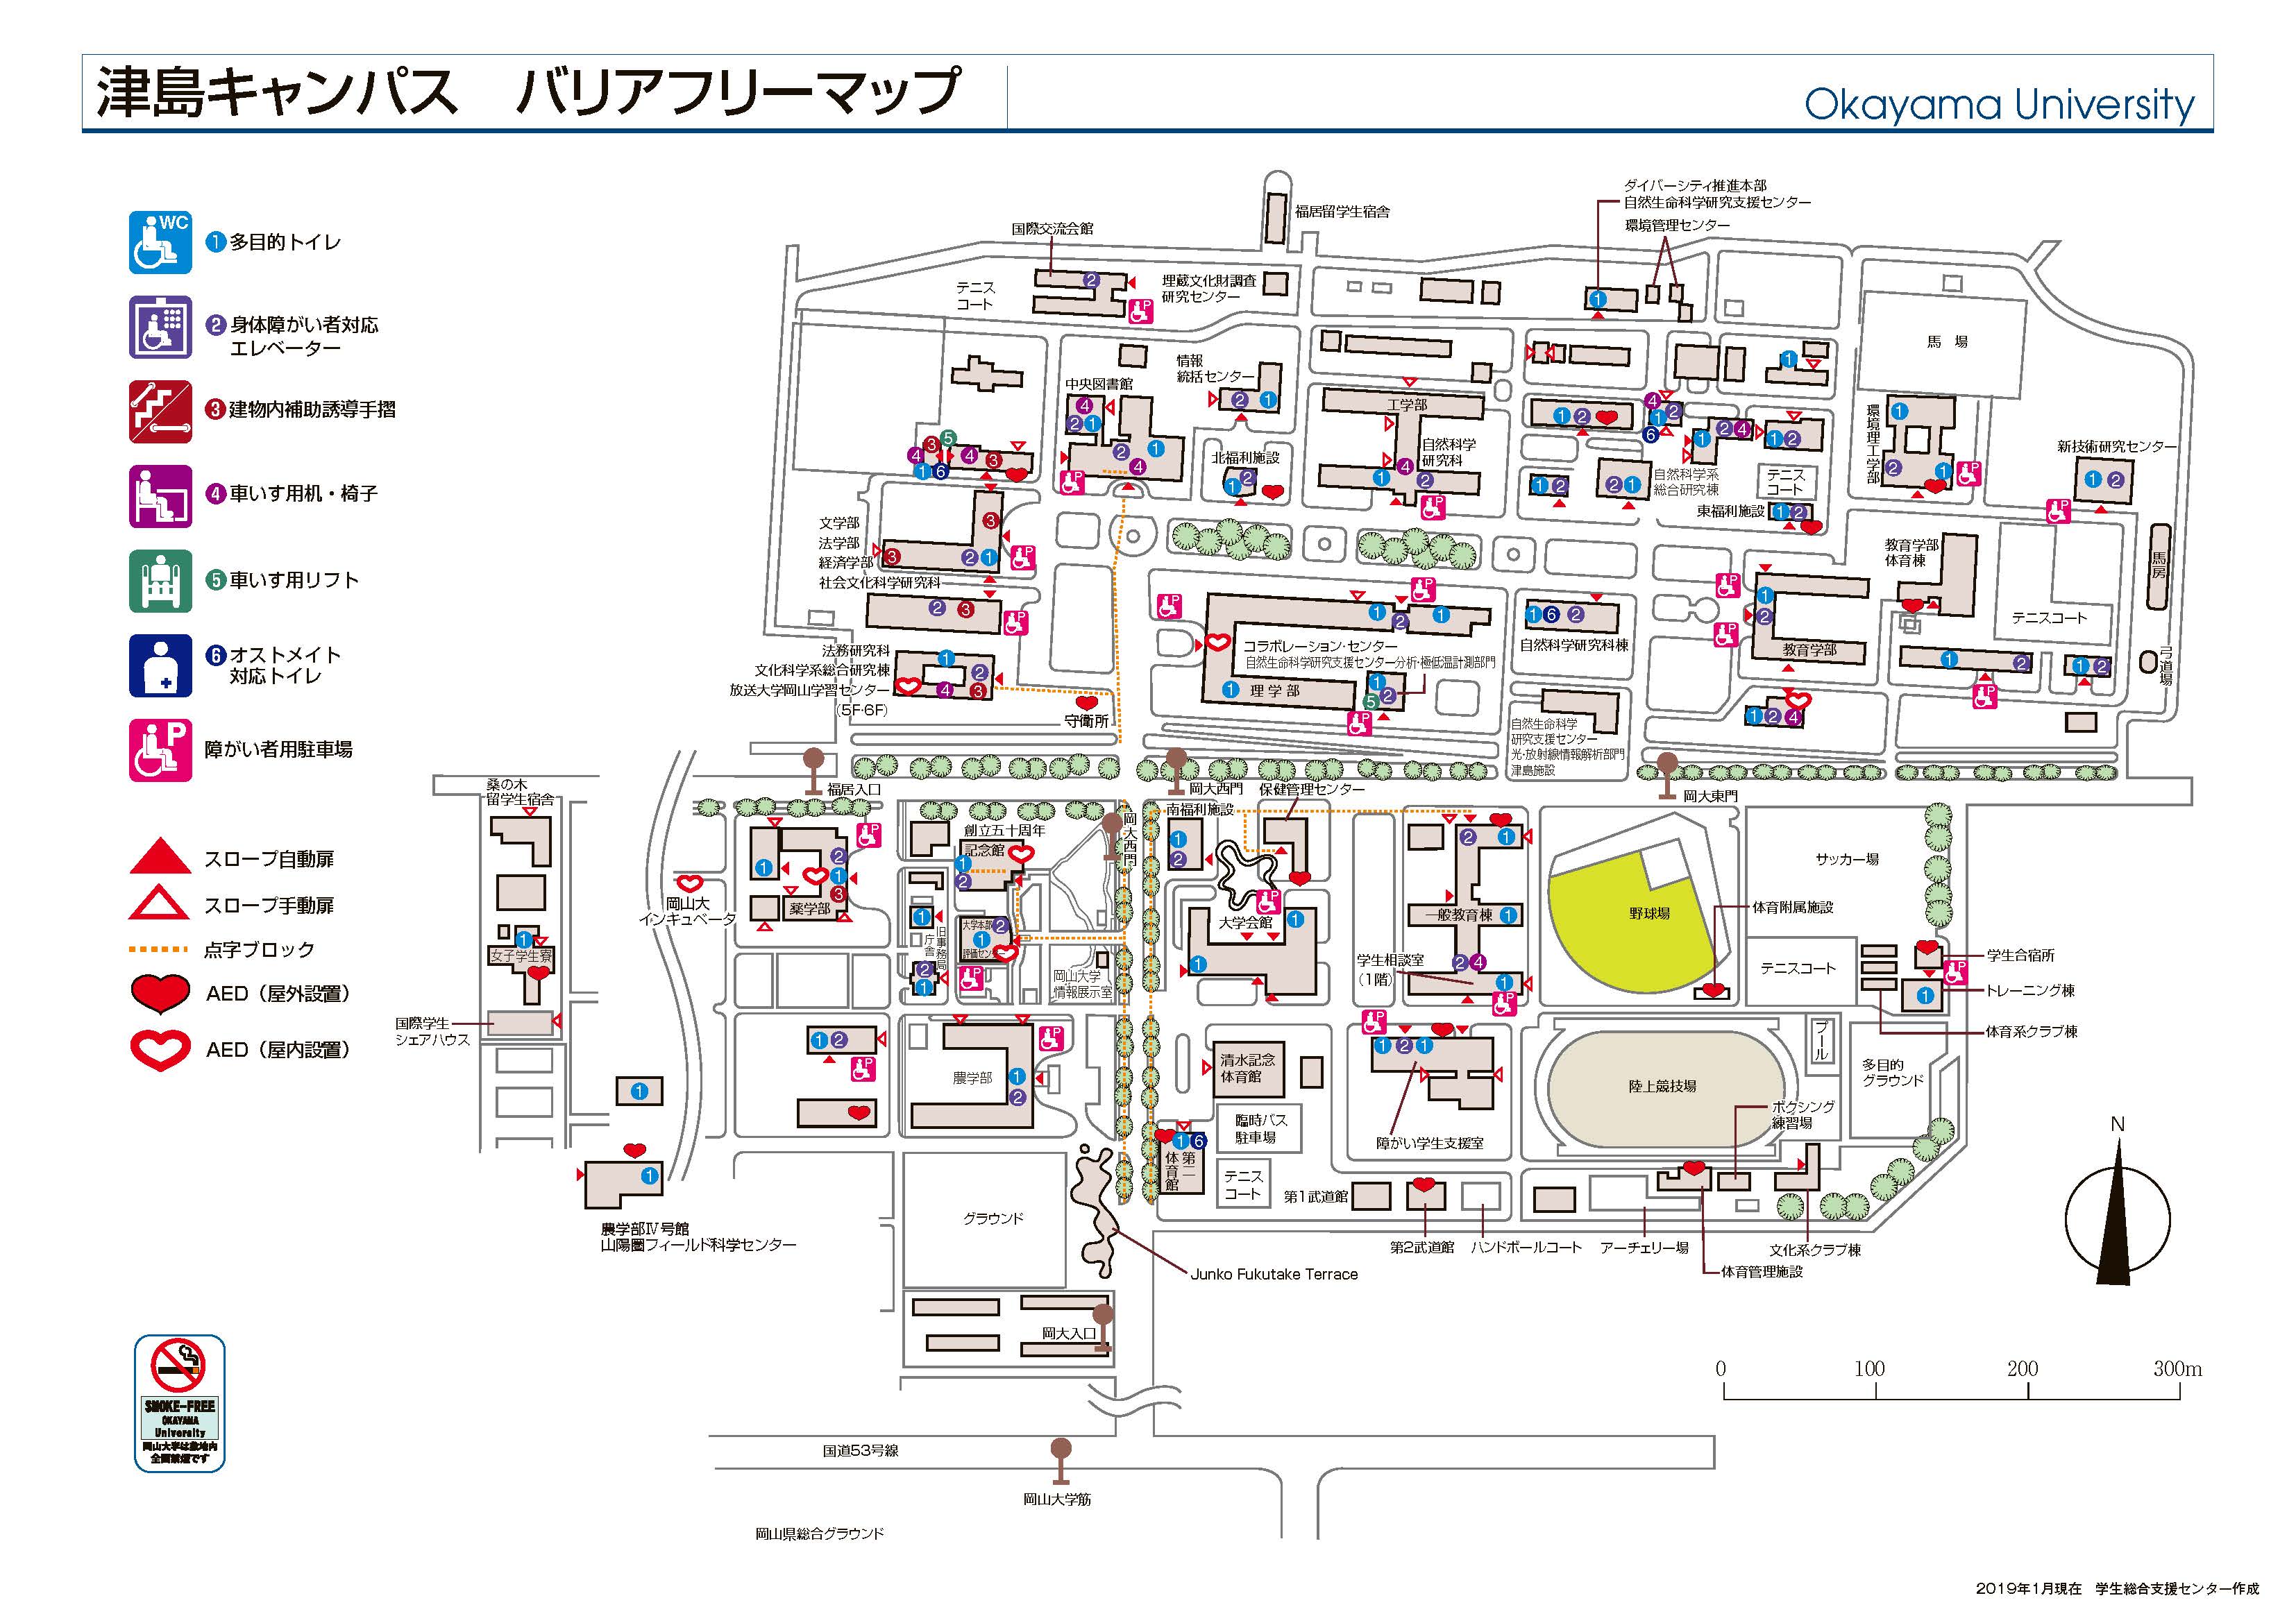 津島キャンパス　バリアフリーマップ
Okayama University
WC
1 多目的トイレ
2 身体障がい者対応
エレベーター
3 建物内補助誘導手摺
4 車いす用机・椅子
5 車いす用リフト
6 オストメイト
対応トイレ
P
障がい者用駐車場
スロープ自動扉
スロープ手動扉
点字ブロック
AED（屋外設置）
AED（屋内設置）
福居留学生宿舎
国際交流会館
ダイバーシティ推進本部
自然生命科学研究支援センター
環境管理センター
テニス
コート
埋蔵文化財調査
研究センター
馬 場
中央図書館
情報
統括センター
工学部
自然科学
研究科
北福利施設
自然科学系
総合研究棟
テニス
コート
東福利施設
環境理工学部
新技術研究センター
文学部
法学部
経済学部
社会文化科学研究科
教育学部
体育棟
馬房
テニスコート
弓道場
教育学部
法務研究科
文化科学系総合研究棟
放送大学岡山学習センター
（5F・6F）
守衛所
コラボレーション・センター
自然生命科学研究支援センター分析・極低温計測部門
理学部
自然科学研究科棟
自然生命科学
研究支援センター
光・放射線情報解析部門
津島施設
福居入口
岡大西門
岡大東門
桑の木
留学生宿舎
女子学生寮
国際学生
シェアハウス
岡山大
インキュベータ
薬学部
創立五十周年
記念館
大学本部
評価センター
旧事務局
庁舎
岡山大学
情報展示室
岡大西門
南福利施設
保健管理センター
大学会館
一般教育棟
学生相談室
（1階）
野球場
サッカー場
体育附属施設
テニスコート
学生合宿所
トレーニング棟
体育系クラブ棟
プール
多目的
グラウンド
陸上競技場
ボクシング
練習場
農学部
清水記念
体育館
臨時バス
駐車場
障がい学生支援室
第二
体育館
テニス
コート
第1武道館
第2武道館
ハンドボールコート
アーチェリー場
体育管理施設
文化系クラブ棟
農学部Ⅳ号館
山陽圏フィールド科学センター
グラウンド
Junko Fukutake Terrace
岡大入口
N
0 100 200 300m
国道53号線
岡山大学筋
岡山県総合グラウンド
SMOKE-FREE
OKAYAMA
University
岡山大学は敷地内
全面禁煙です
2019年1月現在　学生総合支援センター作成